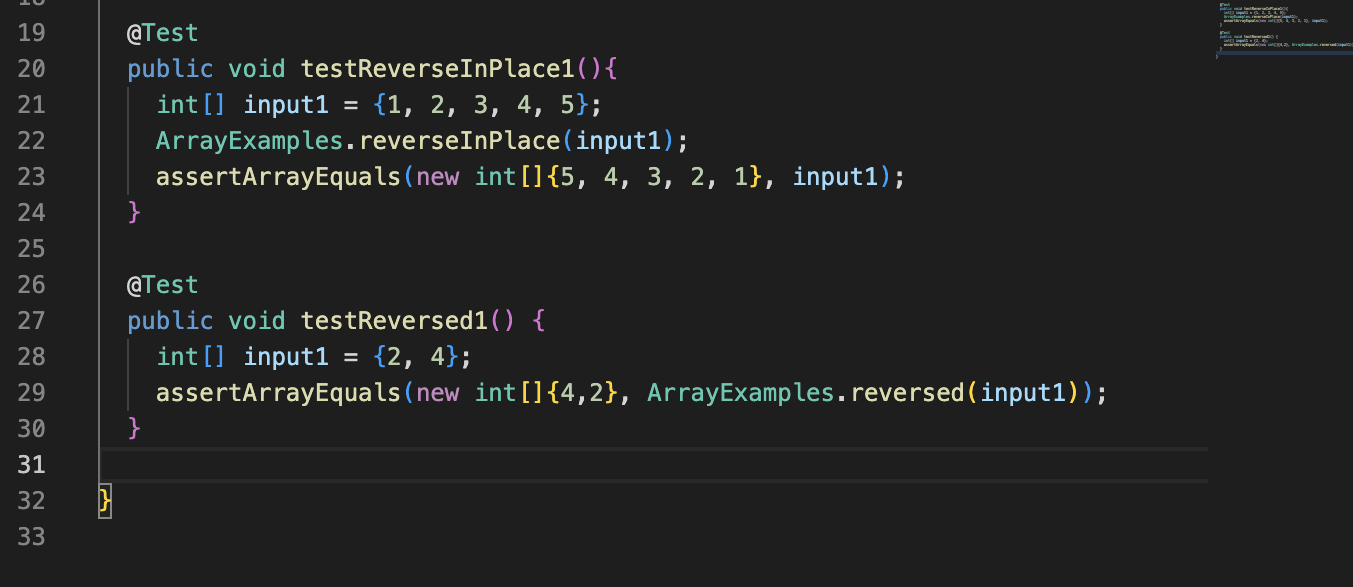 18
19 @Test
20 public void testReverseInPlace1(){
21 int[] input1 = {1, 2, 3, 4, 5};
22 ArrayExamples.reverseInPlace(input1);
23 assertArrayEquals(new int[]{5, 4, 3, 2, 1}, input1);
24 }
25
26 @Test
27 public void testReversed1() {
28 int[] input1 = {2, 4};
29 assertArrayEquals(new int[]{4,2}, ArrayExamples.reversed(input1));
30 }
31
32 }
33